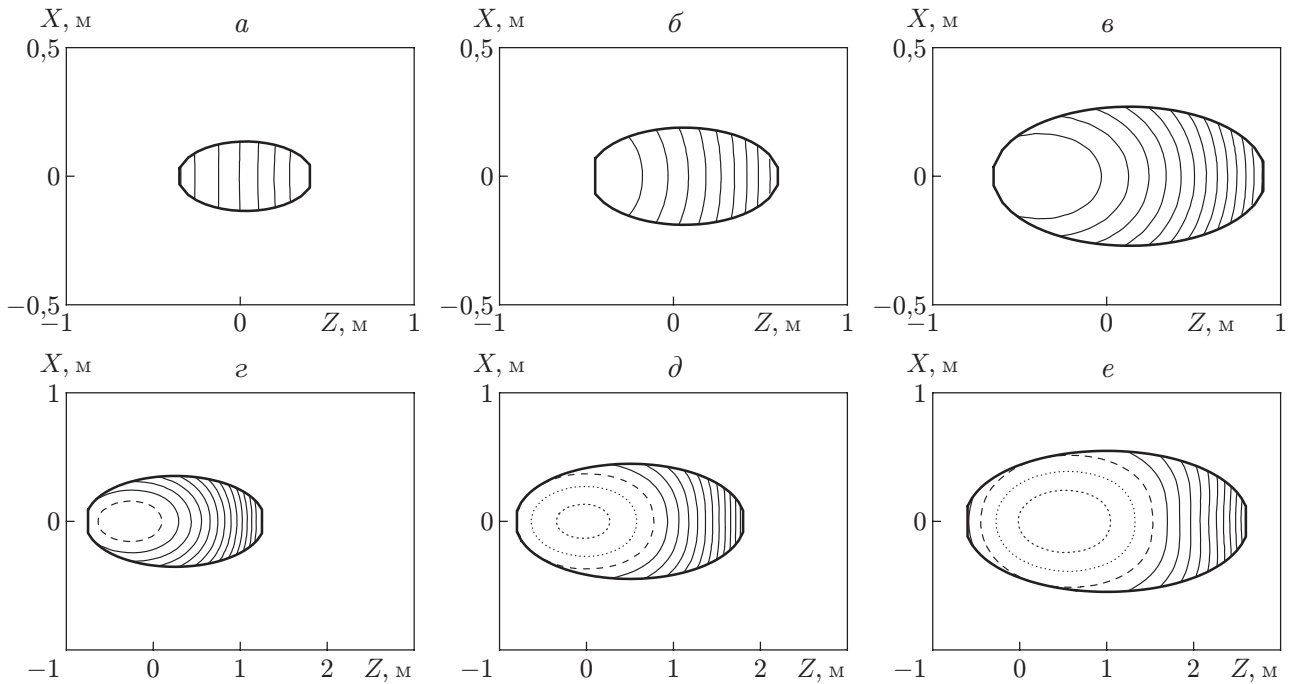 X, м а X, м б X, м в
0,5 0,5 0,5
0 0 0
−0,5 −0,5 −0,5
−1 0 Z, м 1 −1 0 Z, м 1 −1 0 Z, м 1
X, м г X, м д X, м е
1 1 1
0 0 0
−1 0 1 2 Z, м −1 0 1 2 Z, м −1 0 1 2 Z, м